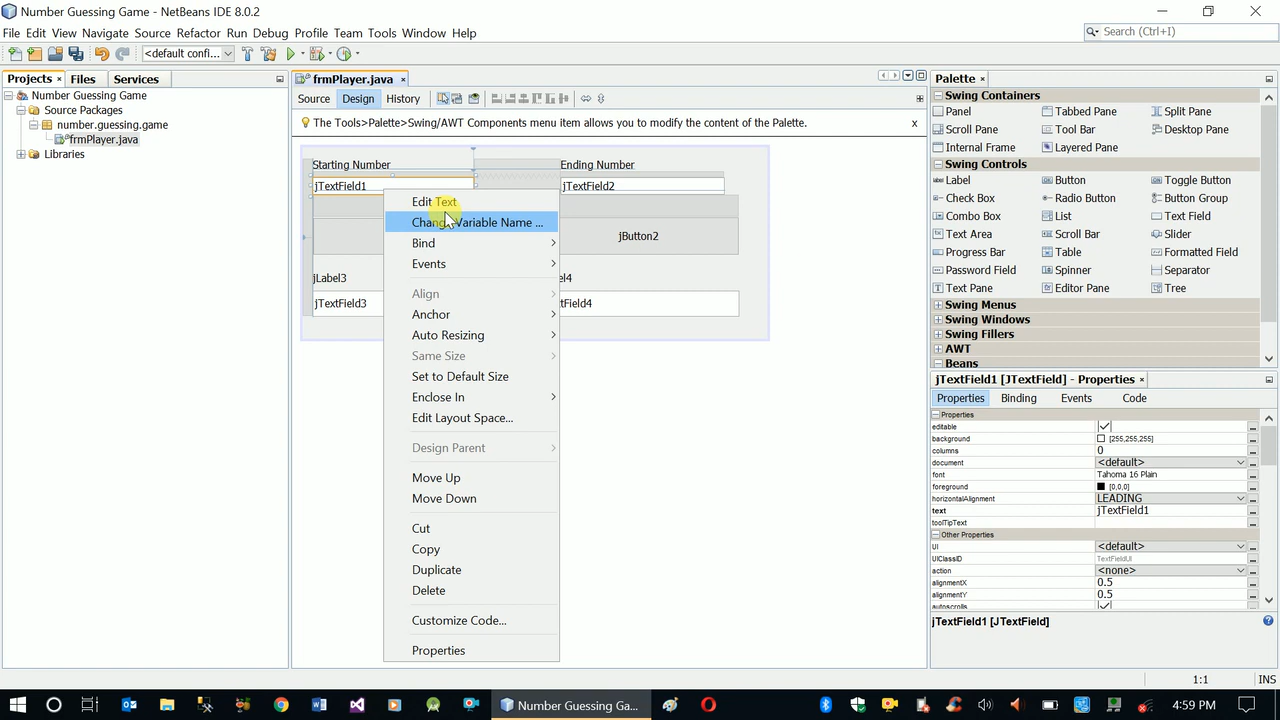 Number Guessing Game - NetBeans IDE 8.0.2
File Edit View Navigate Source Refactor Run Debug Profile Team Tools Window Help
Search (Ctrl+I)
<default confi...
Projects × Files Services
frmPlayer.java ×
Palette ×
Number Guessing Game
Source Packages
number.guessing.game
frmPlayer.java
Libraries
Source Design History
The Tools>Palette>Swing/AWT Components menu item allows you to modify the content of the Palette. x
Starting Number Ending Number
jTextField1 jTextField2
jButton2
jLabel3 el4
jTextField3 xtField4
Edit Text
Change Variable Name ...
Bind
Events
Align
Anchor
Auto Resizing
Same Size
Set to Default Size
Enclose In
Edit Layout Space...
Design Parent
Move Up
Move Down
Cut
Copy
Duplicate
Delete
Customize Code...
Properties
Swing Containers
Panel Tabbed Pane Split Pane
Scroll Pane Tool Bar Desktop Pane
Internal Frame Layered Pane
Swing Controls
Label Button Toggle Button
Check Box Radio Button Button Group
Combo Box List Text Field
Text Area Scroll Bar Slider
Progress Bar Table Formatted Field
Password Field Spinner Separator
Text Pane Editor Pane Tree
Swing Menus
Swing Windows
Swing Fillers
AWT
Beans
jTextField1 [JTextField] - Properties ×
Properties Binding Events Code
Properties
editable
background [255,255,255]
columns 0
document <default>
font Tahoma 16 Plain
foreground [0,0,0]
horizontalAlignment LEADING
text jTextField1
toolTipText
Other Properties
UI <default>
UIClassID TextFieldUI
action <none>
alignmentX 0.5
alignmentY 0.5
autoscrolls
jTextField1 [JTextField]
1:1 INS
Number Guessing Ga...
4:59 PM